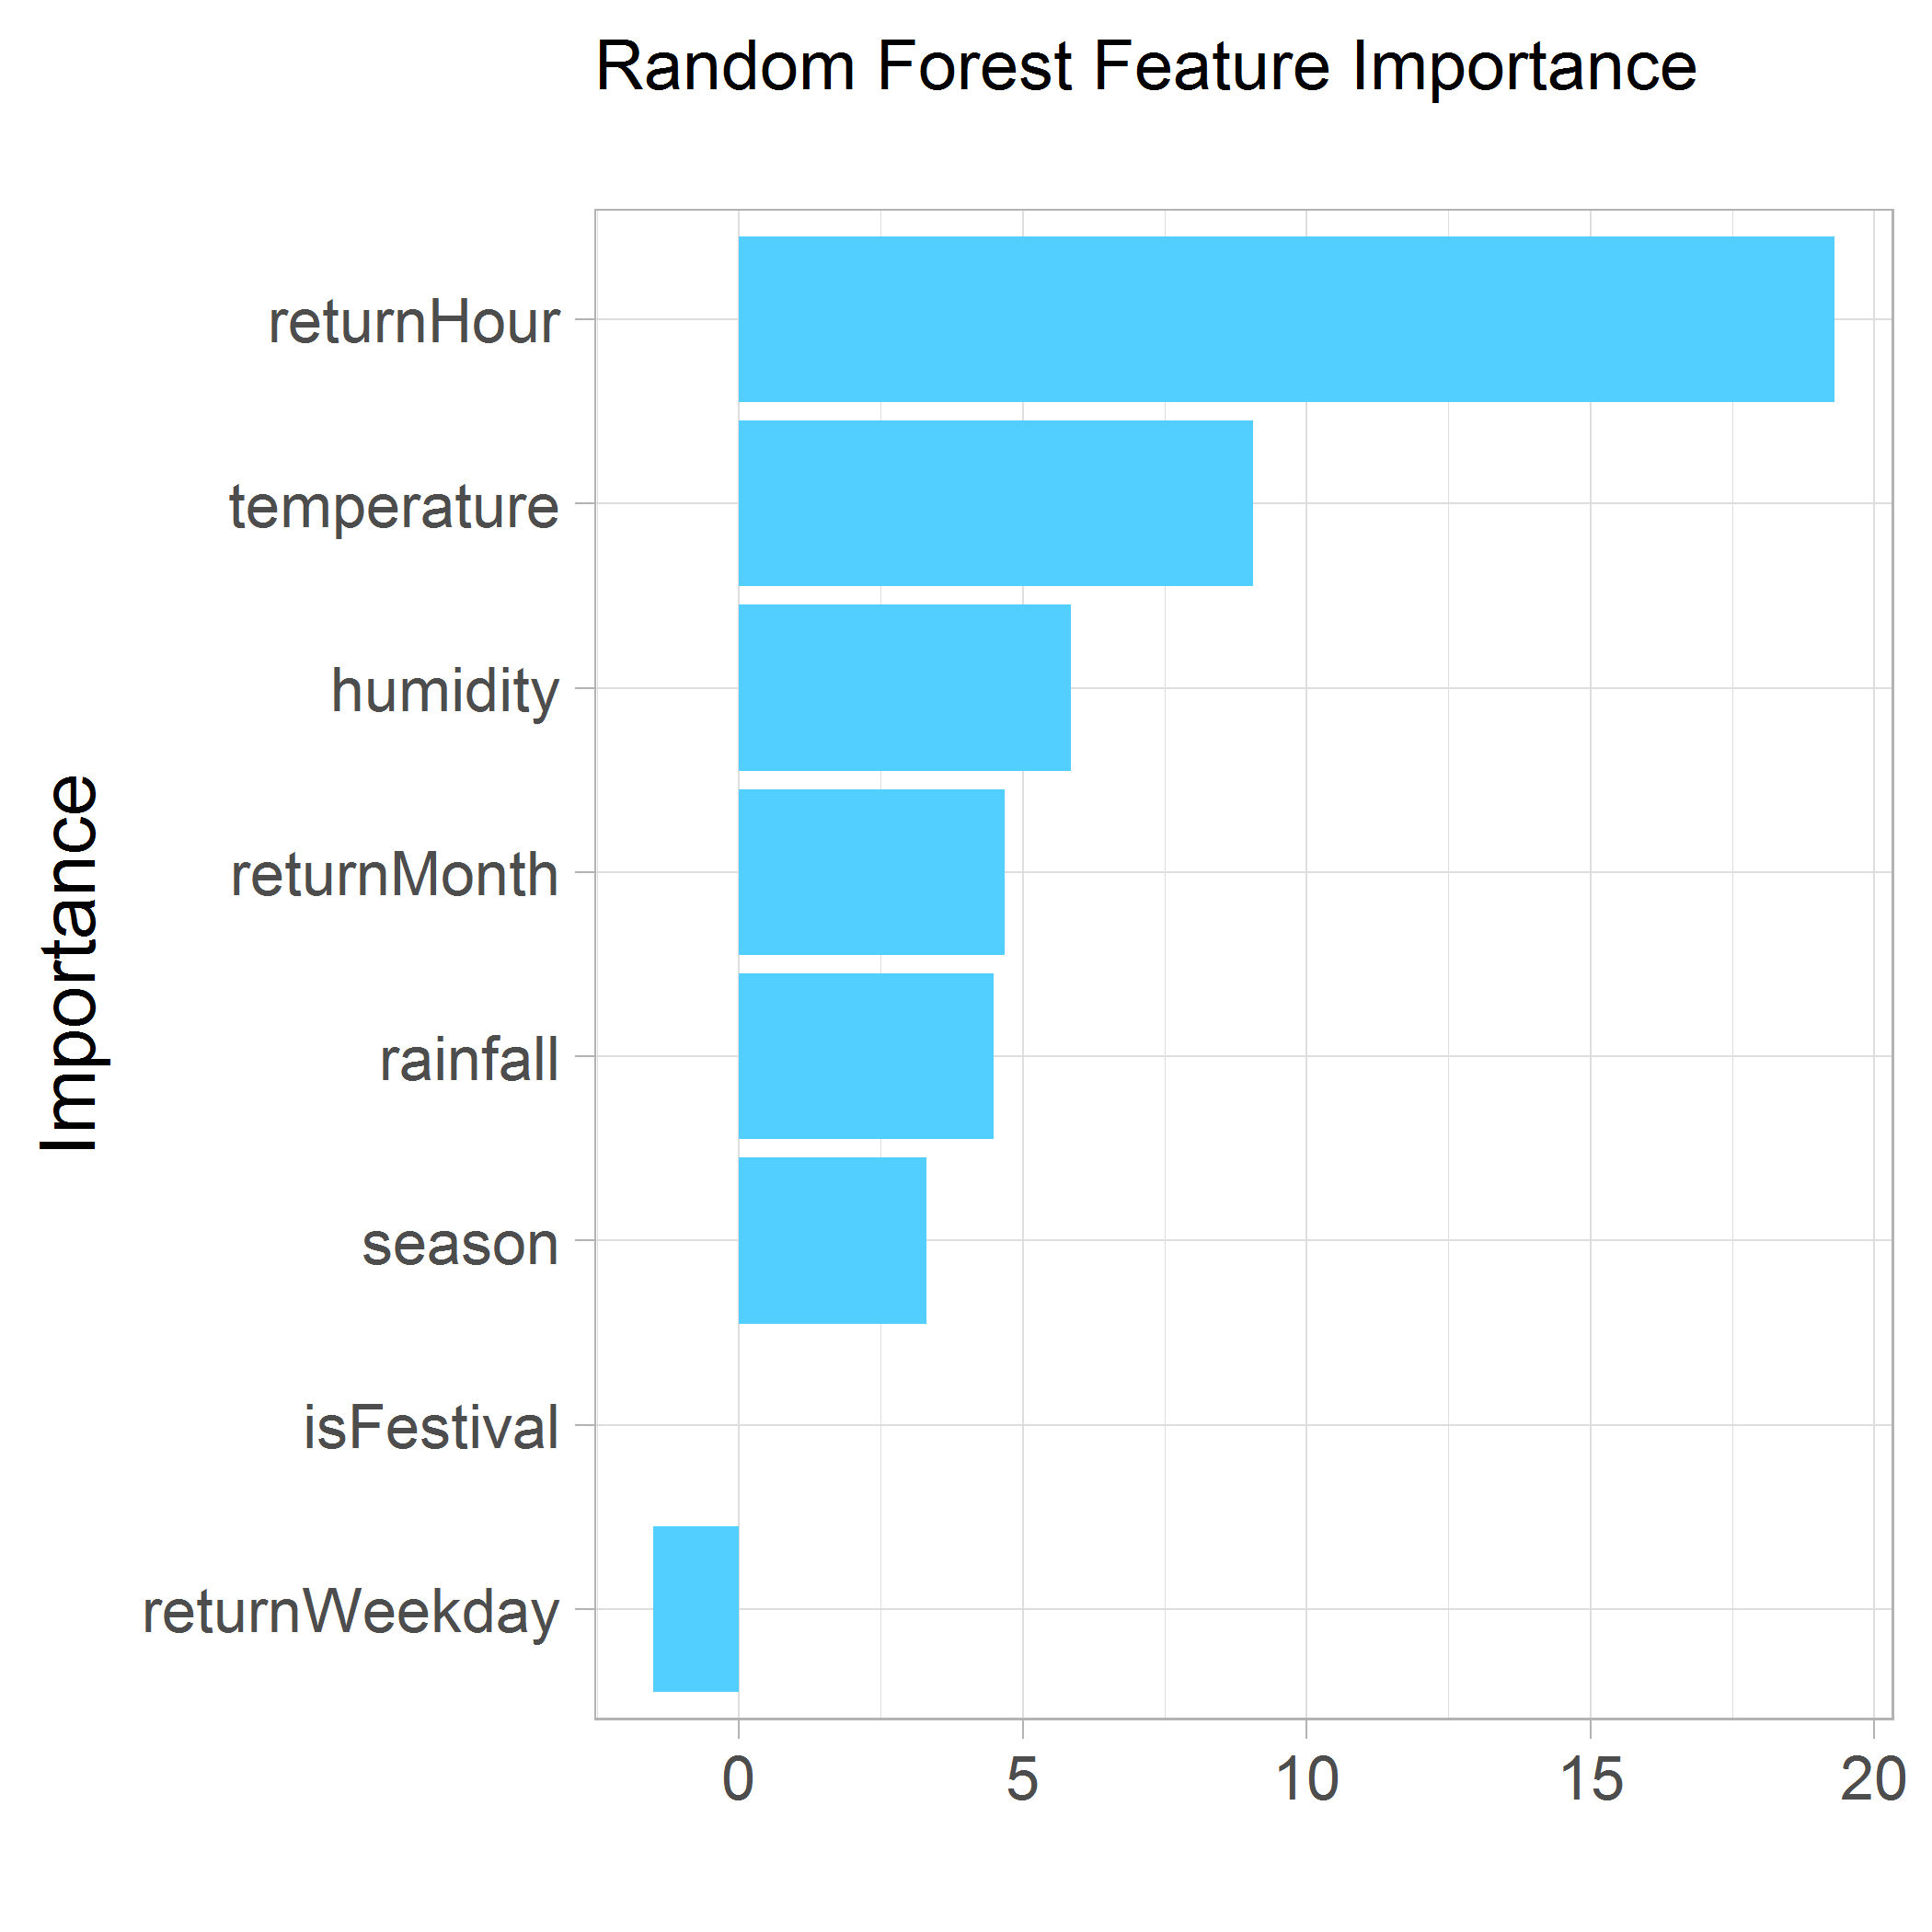 Random Forest Feature Importance
Importance
returnHour
temperature
humidity
returnMonth
rainfall
season
isFestival
returnWeekday
0 5 10 15 20